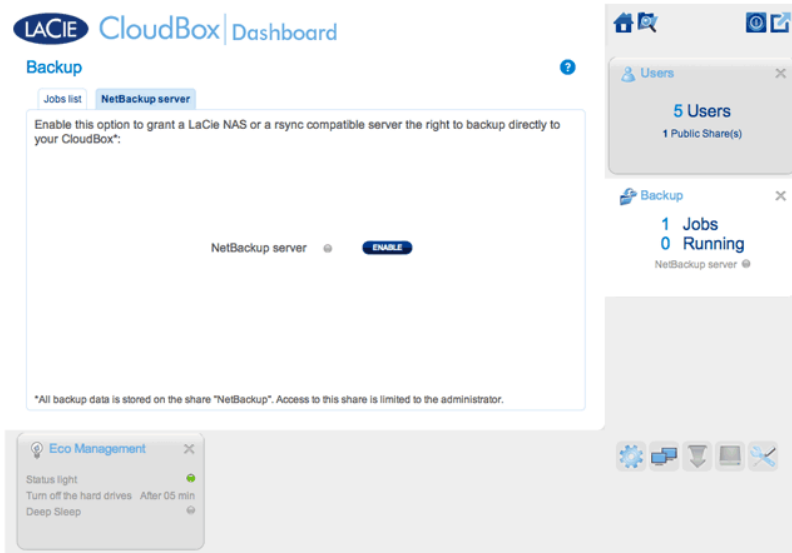 LACIE CloudBox Dashboard
Backup
Jobs list NetBackup server
Enable this option to grant a LaCie NAS or a rsync compatible server the right to backup directly to
your CloudBox*:
NetBackup server ENABLE
*All backup data is stored on the share "NetBackup". Access to this share is limited to the administrator.
Users
5 Users
1 Public Share(s)
Backup
1 Jobs
0 Running
NetBackup server
Eco Management
Status light
Turn off the hard drives After 05 min
Deep Sleep